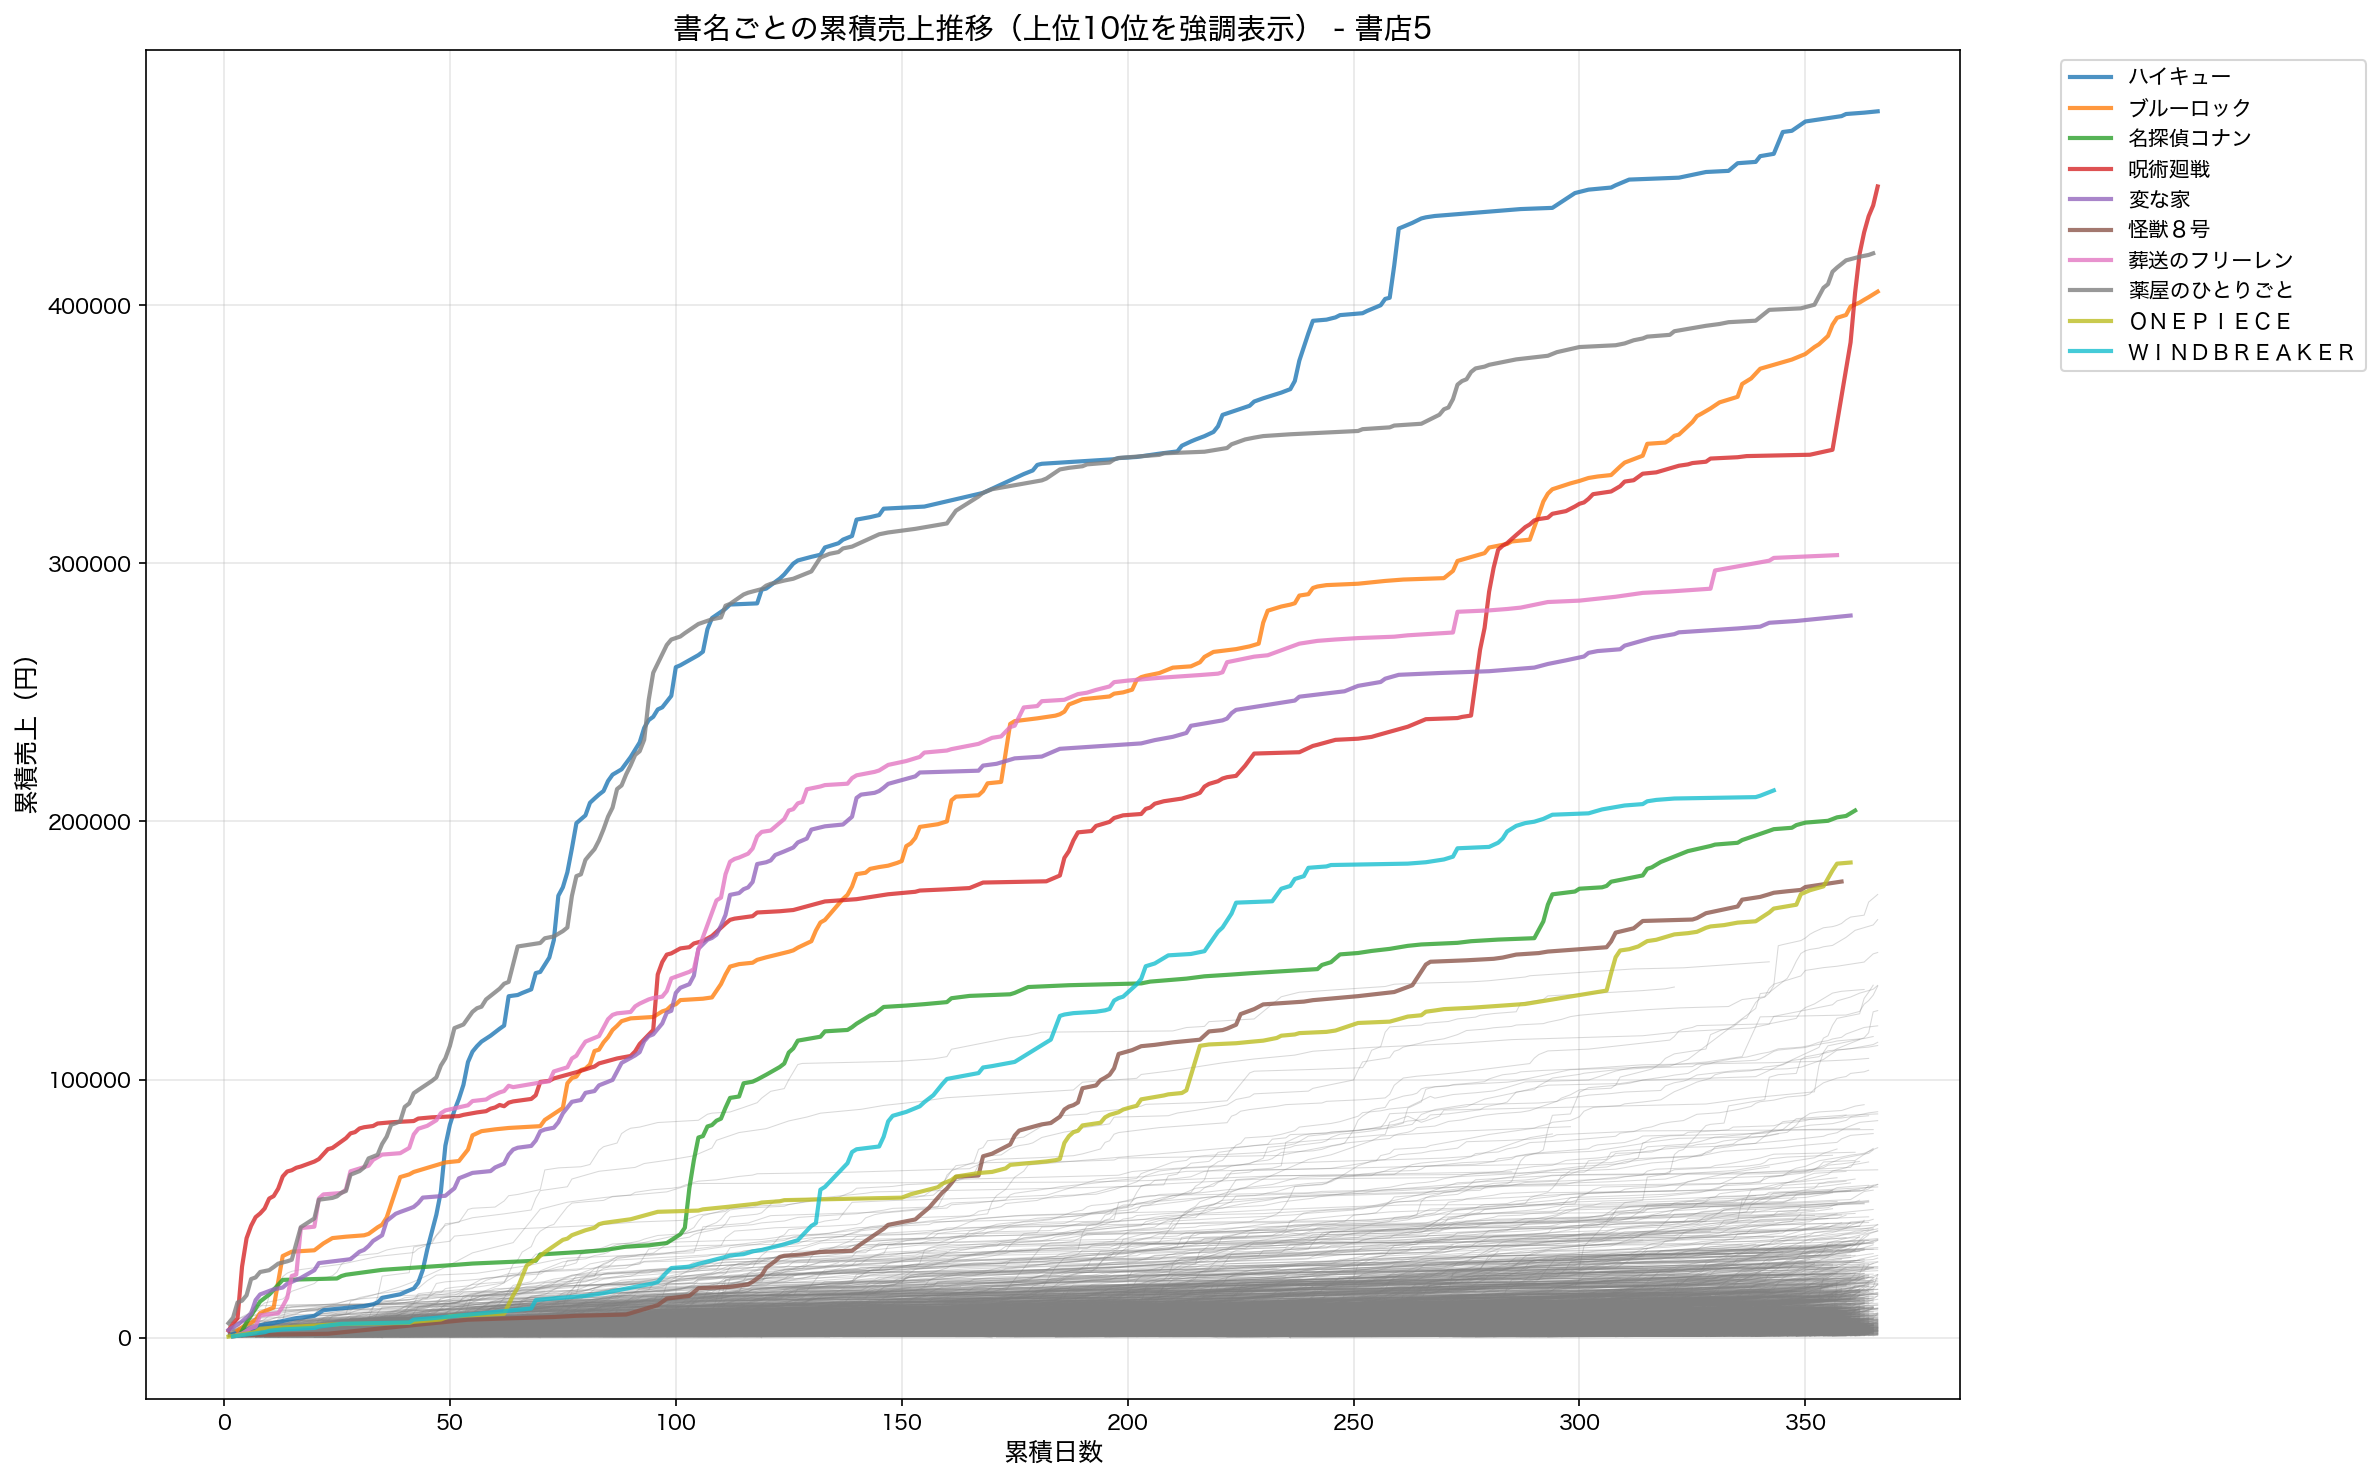 書名ごとの累積売上推移（上位10位を強調表示） - 書店5
ハイキュー
ブルーロック
名探偵コナン
呪術廻戦
変な家
怪獣８号
葬送のフリーレン
薬屋のひとりごと
ＯＮＥＰＩＥＣＥ
ＷＩＮＤＢＲＥＡＫＥＲ
累積売上（円）
400000
300000
200000
100000
0
0 50 100 150 200 250 300 350
累積日数